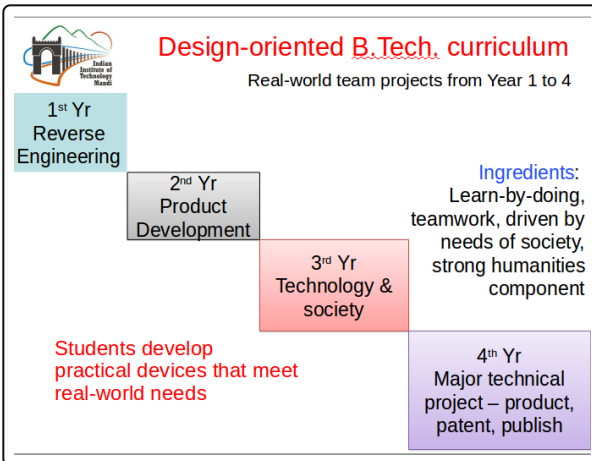 Indian
Institute of
Technology
Mandi
Design-oriented B.Tech. curriculum
Real-world team projects from Year 1 to 4
1st Yr
Reverse
Engineering
2nd Yr
Product
Development
3rd Yr
Technology &
society
4th Yr
Major technical
project – product,
patent, publish
Ingredients:
Learn-by-doing,
teamwork, driven by
needs of society,
strong humanities
component
Students develop
practical devices that meet
real-world needs